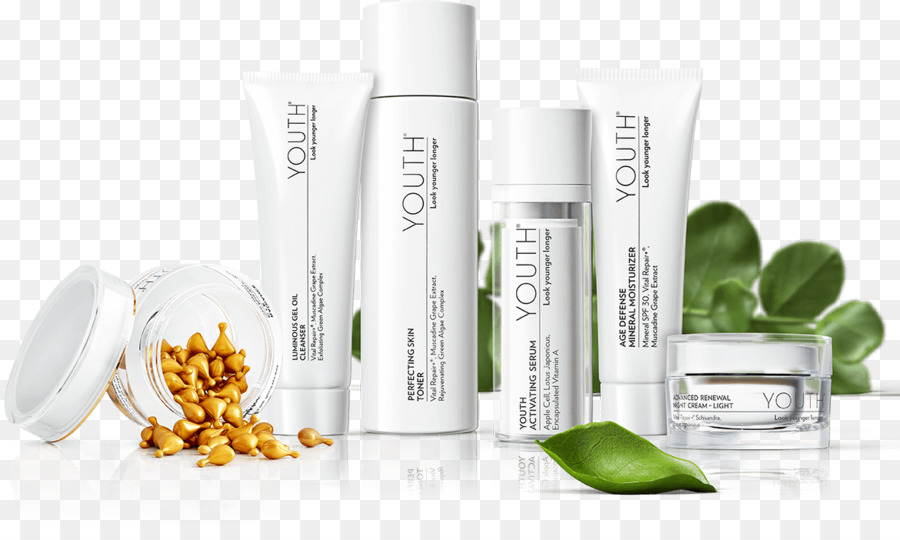 YOUTH®
Look younger longer
LUMINOUS GEL OIL
CLEANSER
Vital Repair+, Muscadine Grape Extract,
Exfoliating Green Algae Complex
YOUTH®
Look younger longer
PERFECTING SKIN
TONER
Vital Repair+, Muscadine Grape Extract,
Rejuvenating Green Algae Complex
YOUTH®
Look younger longer
YOUTH
ACTIVATING SERUM
Apple Cell, Lotus Japonicus,
Encapsulated Vitamin A
YOUTH®
Look younger longer
AGE DEFENSE
MINERAL MOISTURIZER
Mineral SPF 30, Vital Repair+®,
Muscadine Grape Extract
ADVANCED RENEWAL
NIGHT CREAM - LIGHT
Vital Repair+ Schisandra
YOUTH
Look younger longer